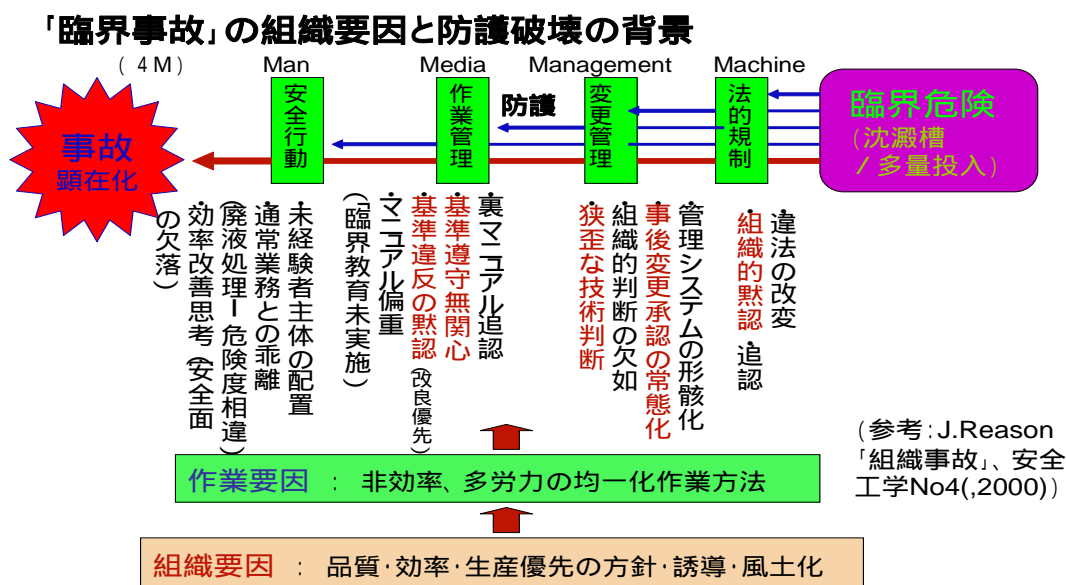 「臨界事故」の組織要因と防護破壊の背景
(4M)
Man
Media
Management
Machine
事故
顕在化
安全行動
作業管理
防護
変更管理
法的規制
臨界危険
(沈澱槽
/多量投入)
・違法の改変
・組織的黙認・追認
・管理システムの形骸化
・事後変更承認の常態化
・組織的判断の欠如
・狭歪な技術判断
・裏マニュアル追認
・基準遵守無関心
・基準違反の黙認(改良優先)
・マニュアル偏重
(「臨界教育未実施)
・未経験者主体の配置
・通常業務との乖離
(廃液処理ー危険度相違)
・効率改善思考(安全面
の欠落)
作業要因 : 非効率、多労力の均一化作業方法
組織要因 : 品質・効率・生産優先の方針・誘導・風土化
(参考:J.Reason
「組織事故」、安全
工学No4(,2000))